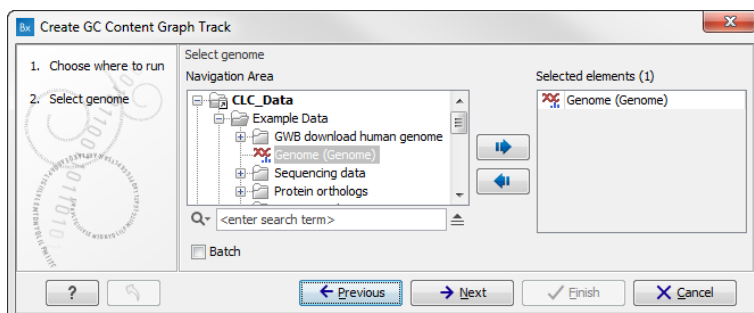 Bx Create GC Content Graph Track
1. Choose where to run
2. Select genome
Select genome
Navigation Area
CLC_Data
Example Data
GWB download human genome
Genome (Genome)
Sequencing data
Protein orthologs
<enter search term>
Batch
Selected elements (1)
Genome (Genome)
?
Previous
Next
Finish
Cancel